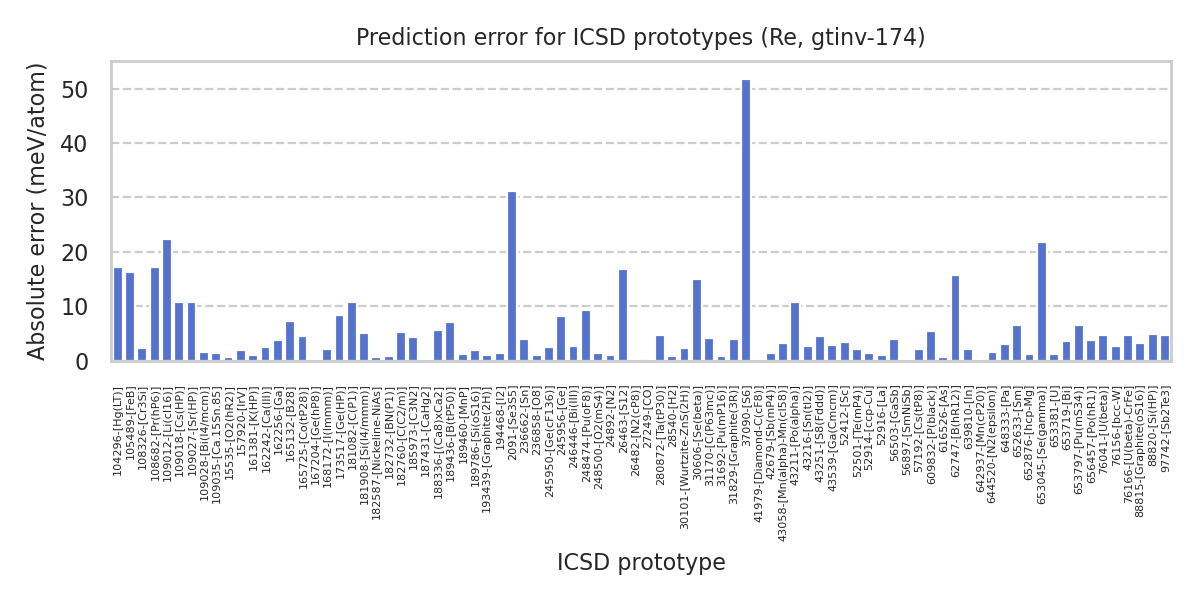 Prediction error for ICSD prototypes (Re, gtinv-174)
Absolute error (meV/atom)
50
40
30
20
10
0
104296-[Hg(LT)]
105489-[FeB]
108326-[Cr3Si]
108682-[Pr(hP6)]
109012-[Li(cI16)]
109018-[Cs(HP)]
109027-[Sr(HP)]
109028-[Bi(I4/mcm)]
109035-[Ca.15Sn.85]
15535-[O2(hR2)]
157920-[IrV]
161381-[K(HP)]
162242-[Ca(III)]
162256-[Ga]
165132-[B28]
165725-[Co(tP28)]
167204-[Ge(hP8)]
168172-[I(Immm)]
173517-[Ge(HP)]
181082-[C(P1)]
181908-[Si(I4/mmm)]
182587-[Nickeline-NiAs]
182732-[BN(P1)]
182760-[C(C2/m)]
185973-[C3N2]
187431-[CaHg2]
188336-[(Ca8)xCa2]
189436-[B(tP50)]
189460-[MnP]
189786-[Si(oS16)]
193439-[Graphite(2H)]
194468-[I2]
2091-[Se3S5]
236662-[Sn]
236858-[O8]
245950-[Ge(cF136)]
245956-[Ge]
246446-[Bi(III)]
248474-[Pu(oF8)]
248500-[O2(mS4)]
24892-[N2]
26463-[S12]
26482-[N2(cP8)]
27249-[CO]
280872-[Ta(tP30)]
28540-[H2]
30101-[Wurtzite-ZnS(2H)]
30606-[Se(beta)]
31170-[C(P63mc)]
31692-[Pu(mP16)]
31829-[Graphite(3R)]
37090-[S6]
41979-[Diamond-C(cF8)]
42679-[Sb(mP4)]
43058-[Mn(alpha)-Mn(cI58)]
43211-[Po(alpha)]
43216-[Sn(tI2)]
43251-[S8(Fddd)]
43539-[Ga(Cmcm)]
52412-[Sc]
52501-[Te(mP4)]
52914-[fcc-Cu]
52916-[La]
56503-[GaSb]
56897-[SmNiSb]
57192-[Cs(tP8)]
609832-[P(black)]
616526-[As]
62747-[B(hR12)]
639810-[In]
642937-[Mn(cP20)]
644520-[N2(epsilon)]
648333-[Pa]
652633-[Sm]
652876-[hcp-Mg]
653045-[Se(gamma)]
653381-[U]
653719-[Bi]
653797-[Pu(mS34)]
656457-[Po(hR1)]
76041-[U(beta)]
76156-[bcc-W]
76166-[U(beta)-CrFe]
88815-[Graphite(oS16)]
88820-[Si(HP)]
97742-[Sb2Te3]
ICSD prototype